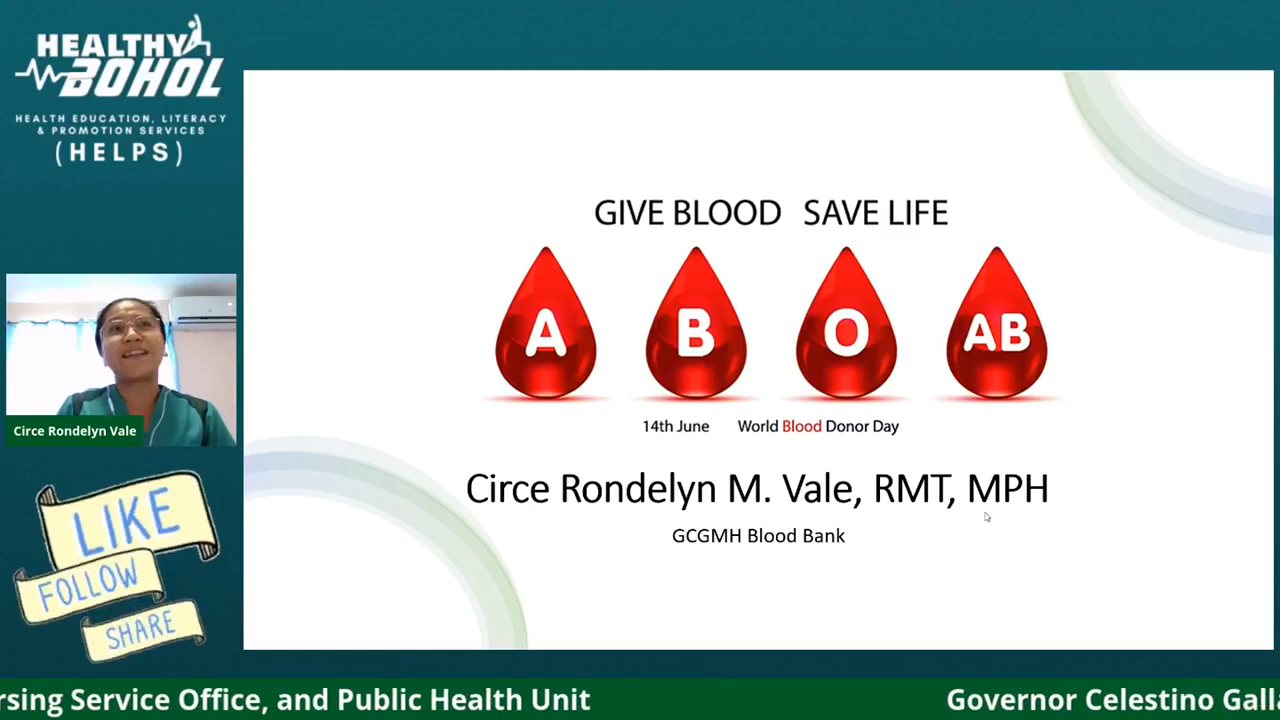 HEALTHY
BOHOL
HEALTH EDUCATION, LITERACY
& PROMOTION SERVICES
(HELPS)
GIVE BLOOD SAVE LIFE
A B O AB
14th June World Blood Donor Day
Circe Rondelyn M. Vale, RMT, MPH
GCGMH Blood Bank
Circe Rondelyn Vale
LIKE
FOLLOW
SHARE
rsing Service Office, and Public Health Unit Governor Celestino Galla